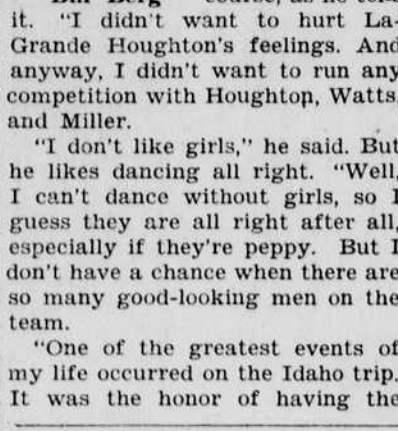 it. "I didn't want to hurt La-
Grande Houghton's feelings. And
anyway, I didn't want to run any
competition with Houghtop, Watts,
and Miller.
"I don't like girls," he said. But
he likes dancing all right. "Well,
I can't dance without girls, so I
guess they are all right after all,
especially if they're peppy. But I
don't have a chance when there are
so many good-looking men on the
team.
"One of the greatest events of
my life occurred on the Idaho trip.
It was the honor of having the